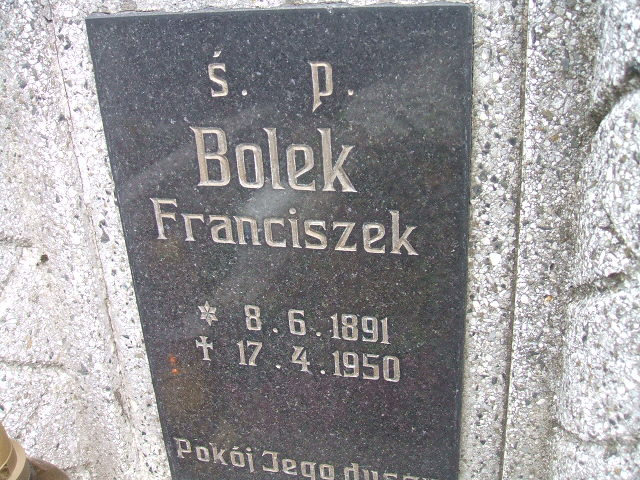 ś. p.
Bolek
Franciszek
* 8.6.1891
† 17.4.1950
Pokój Jego